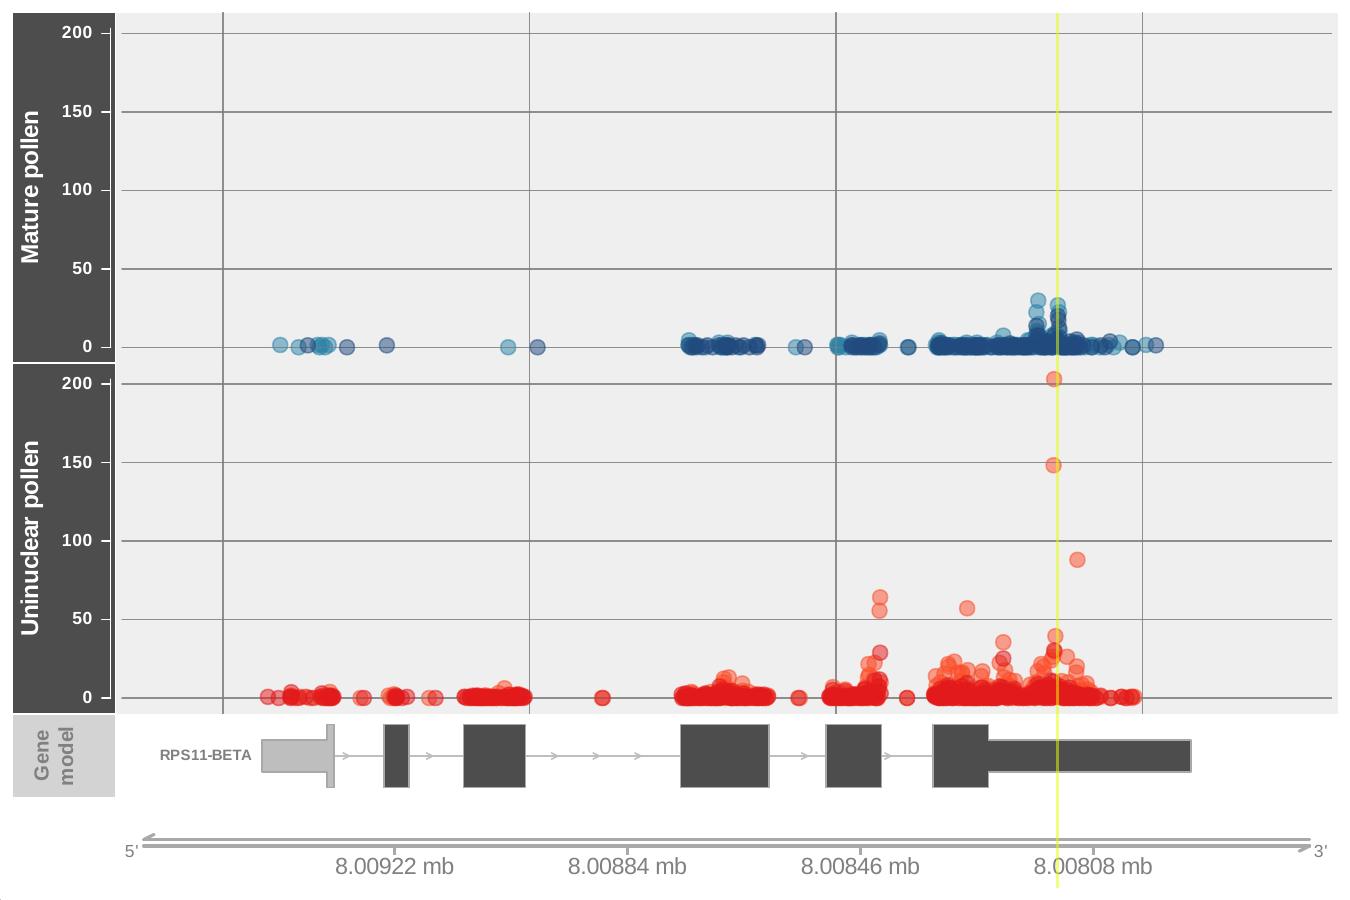 Mature pollen
200
150
100
50
0
Uninuclear pollen
200
150
100
50
0
Gene
model
RPS11-BETA
5'
3'
8.00922 mb
8.00884 mb
8.00846 mb
8.00808 mb